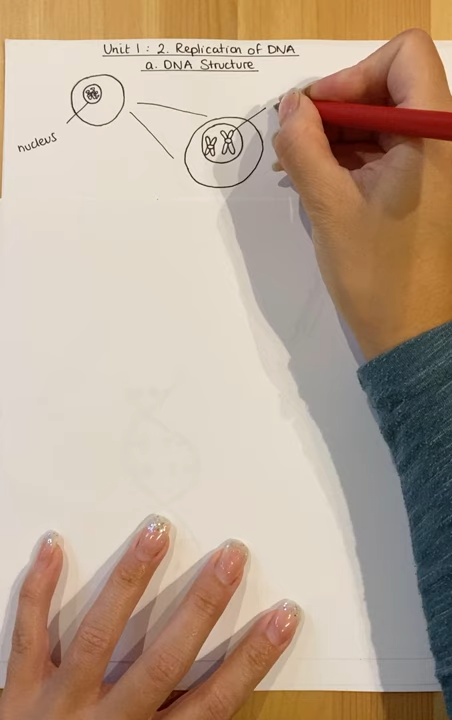 Unit 1 : 2. Replication of DNA
a. DNA Structure
nucleus